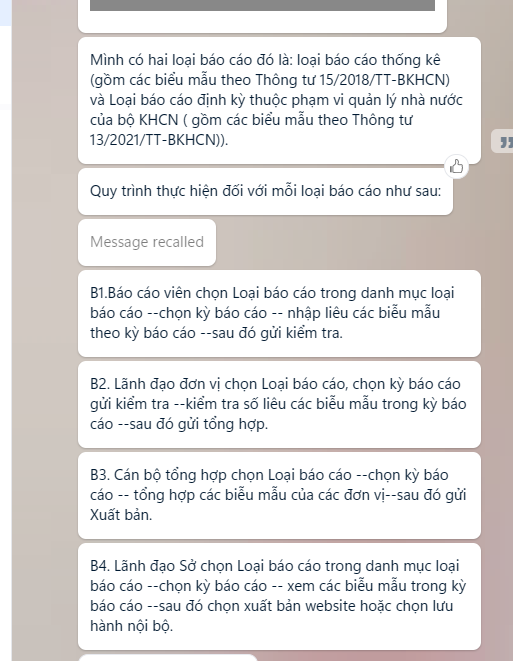 Mình có hai loại báo cáo đó là: loại báo cáo thống kê
(gồm các biểu mẫu theo Thông tư 15/2018/TT-BKHCN)
và Loại báo cáo định kỳ thuộc phạm vi quản lý nhà nước
của bộ KHCN ( gồm các biểu mẫu theo Thông tư
13/2021/TT-BKHCN)).
Quy trình thực hiện đối với mỗi loại báo cáo như sau:
Message recalled
B1.Báo cáo viên chọn Loại báo cáo trong danh mục loại
báo cáo --chọn kỳ báo cáo -- nhập liêu các biễu mẫu
theo kỳ báo cáo --sau đó gửi kiểm tra.
B2. Lãnh đạo đơn vị chọn Loại báo cáo, chọn kỳ báo cáo
gửi kiểm tra --kiểm tra số liêu các biễu mẫu trong kỳ báo
cáo --sau đó gửi tổng hợp.
B3. Cán bộ tổng hợp chọn Loại báo cáo --chọn kỳ báo
cáo -- tổng hợp các biễu mẫu của các đơn vị--sau đó gửi
Xuất bản.
B4. Lãnh đạo Sở chọn Loại báo cáo trong danh mục loại
báo cáo --chọn kỳ báo cáo -- xem các biễu mẫu trong kỳ
báo cáo --sau đó chọn xuất bản website hoặc chọn lưu
hành nội bộ.